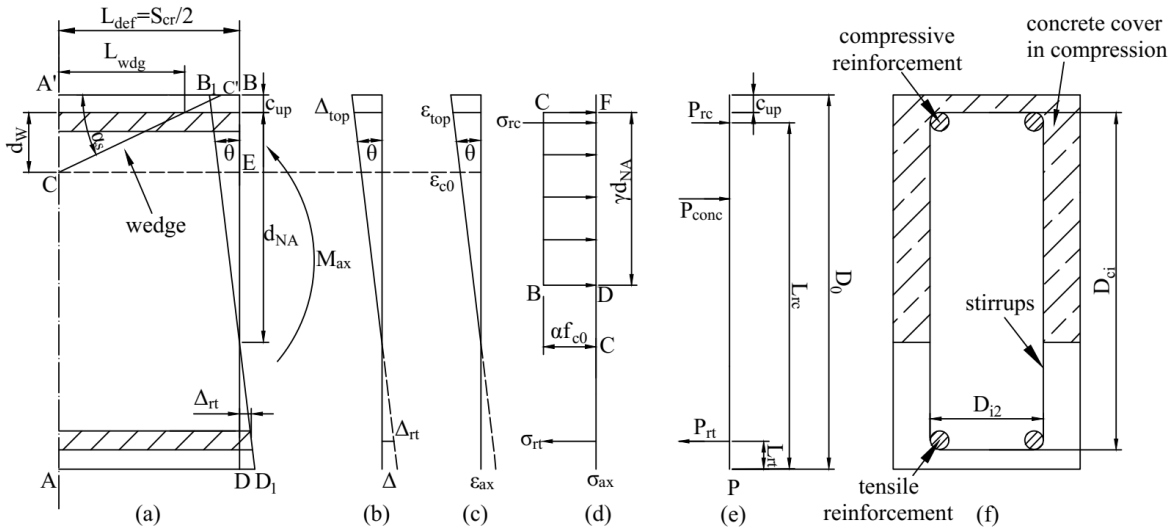 L_def=S_cr/2
L_wdg
A'
B_1
C'
B
c_up
d_W
α_s
θ
E
C
wedge
d_NA
M_ax
Δ_rt
A
D
D_1
(a)
Δ_top
θ
Δ_rt
Δ
(b)
ε_top
θ
ε_c0
ε_ax
(c)
C
F
σ_rc
γd_NA
B
D
αf_c0
C
σ_rt
σ_ax
(d)
P_rc
c_up
P_conc
L_rc
D_0
P_rt
L_rt
P
(e)
compressive
reinforcement
concrete cover
in compression
D_ci
stirrups
D_i2
tensile
reinforcement
(f)